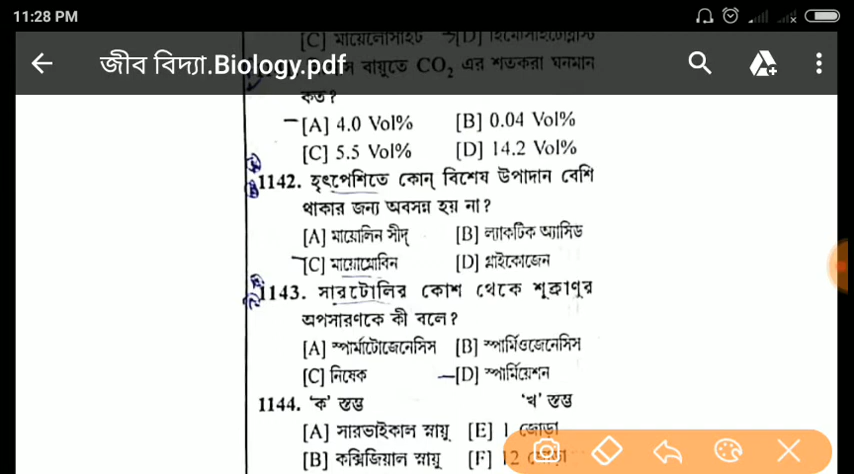 11:28 PM
জীব বিদ্যা.Biology.pdf
[C] মায়েলোসাইট [D] হিমোসাইটোব্লাস্ট
বায়ুতে CO₂ এর শতকরা ঘনমান
কত?
[A] 4.0 Vol% [B] 0.04 Vol%
[C] 5.5 Vol% [D] 14.2 Vol%
1142. হৃৎপেশিতে কোন্ বিশেষ উপাদান বেশি
থাকার জন্য অবসন্ন হয় না?
[A] মায়োলিন সীদ্ [B] ল্যাকটিক অ্যাসিড
[C] মায়োগ্লোবিন [D] গ্লাইকোজেন
1143. সারটোলির কোশ থেকে শূক্রাণুর
অপসারণকে কী বলে?
[A] স্পার্মাটোজেনেসিস [B] স্পার্মিওজেনেসিস
[C] নিষেক [D] স্পার্মিয়েশন
1144. 'ক' স্তম্ভ 'খ' স্তম্ভ
[A] সারভাইকাল স্নায়ু [E] 1 জোড়া
[B] কক্সিজিয়াল স্নায়ু [F] 12 জোড়া